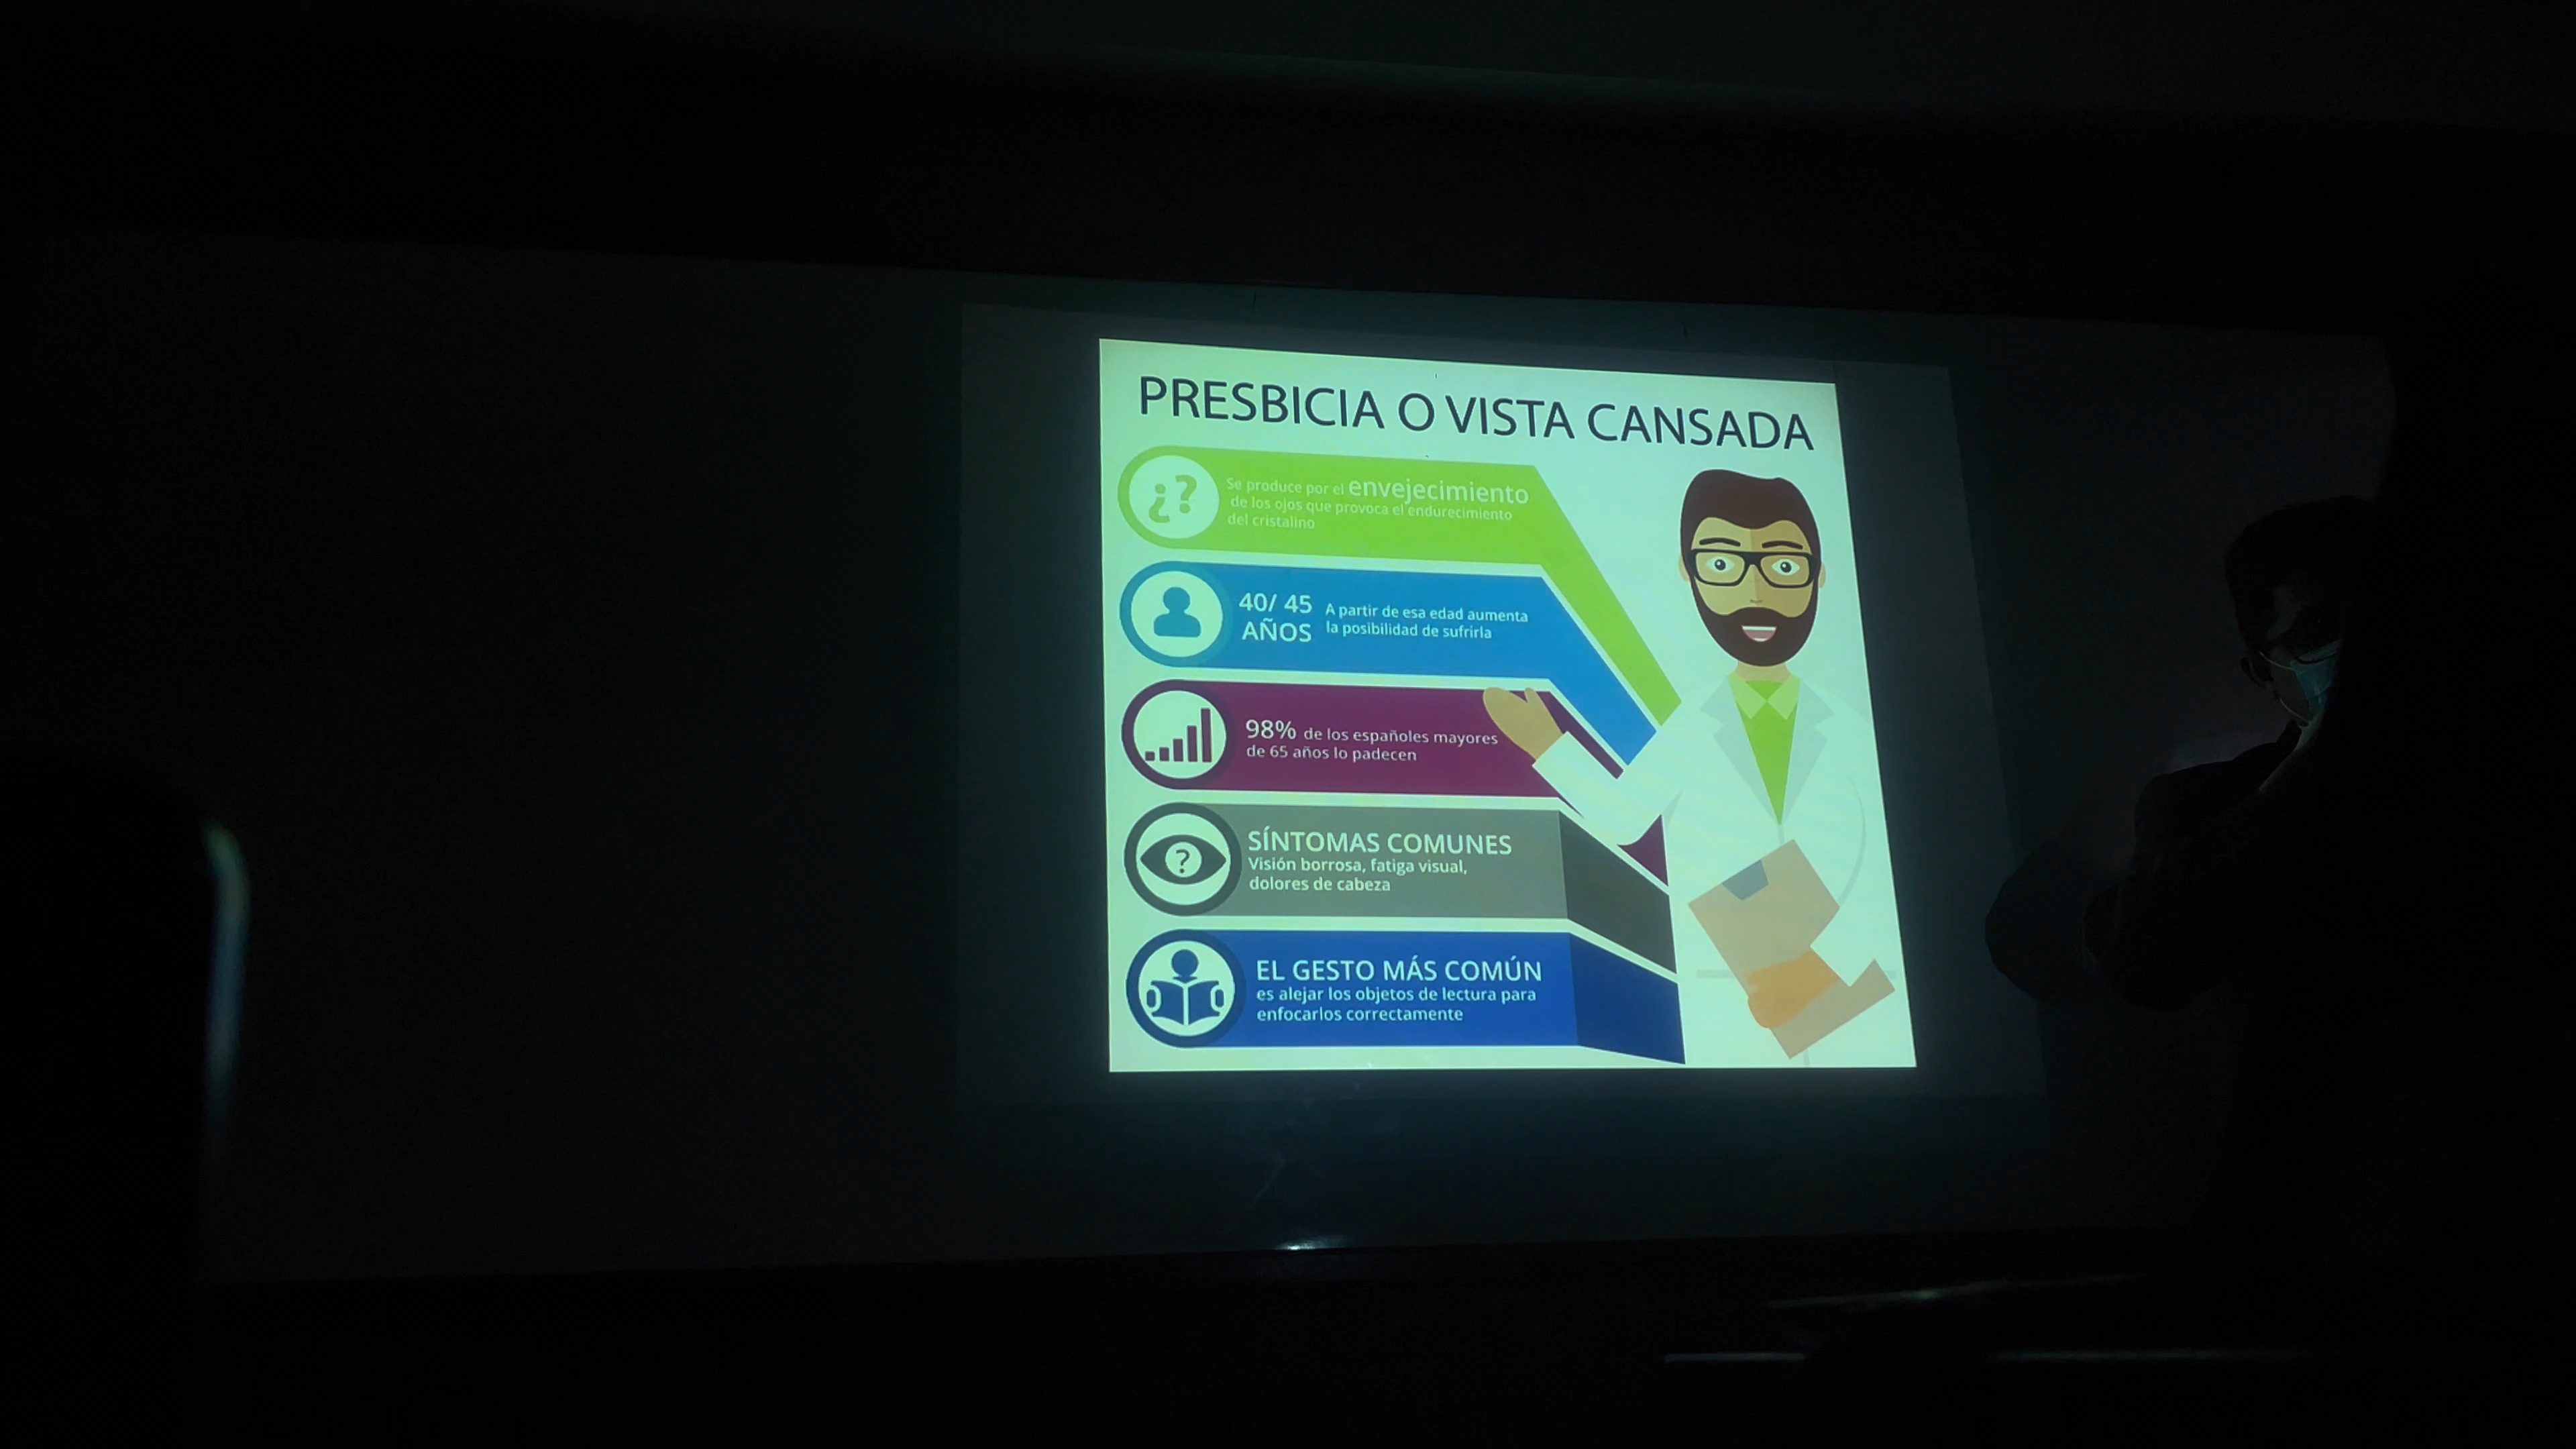 PRESBICIA O VISTA CANSADA
¿?
Se produce por el envejecimiento
de los ojos que provoca el endurecimiento
del cristalino
40/ 45
AÑOS
A partir de esa edad aumenta
la posibilidad de sufrirla
98% de los españoles mayores
de 65 años lo padecen
?
SÍNTOMAS COMUNES
Visión borrosa, fatiga visual,
dolores de cabeza
EL GESTO MÁS COMÚN
es alejar los objetos de lectura para
enfocarlos correctamente